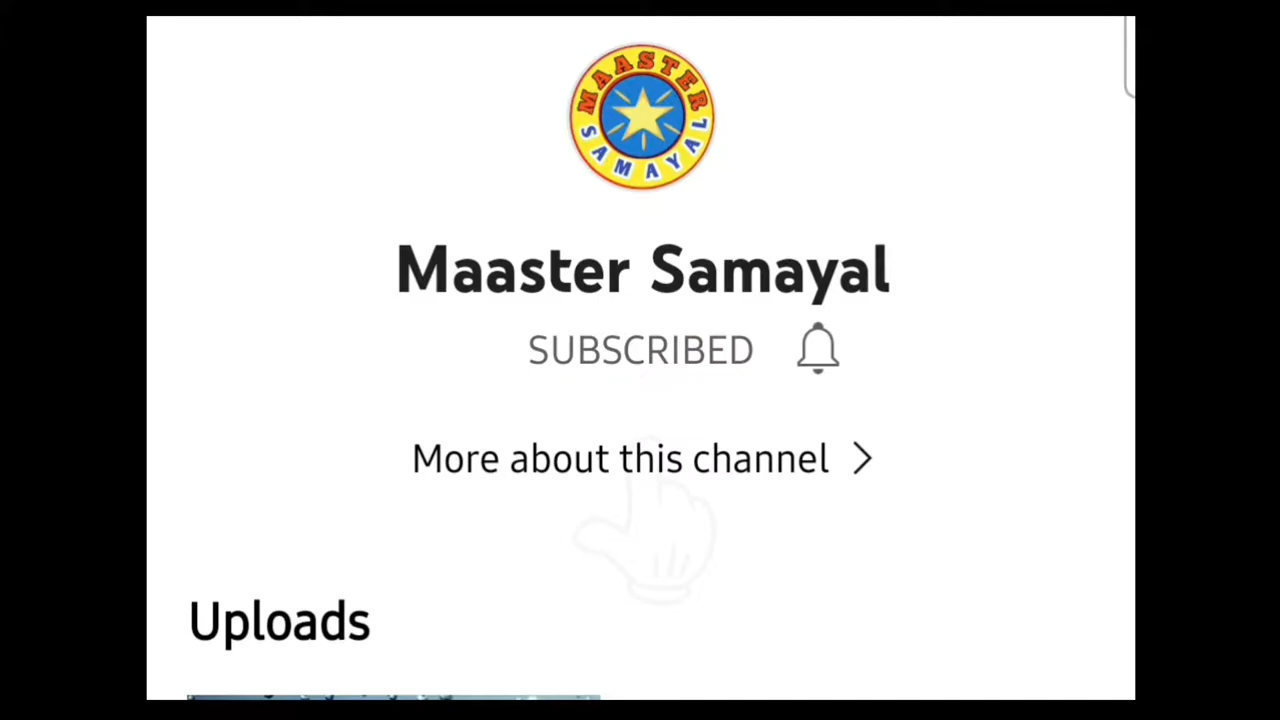 MAASTER
SAMAYAL
Maaster Samayal
SUBSCRIBED
More about this channel
Uploads